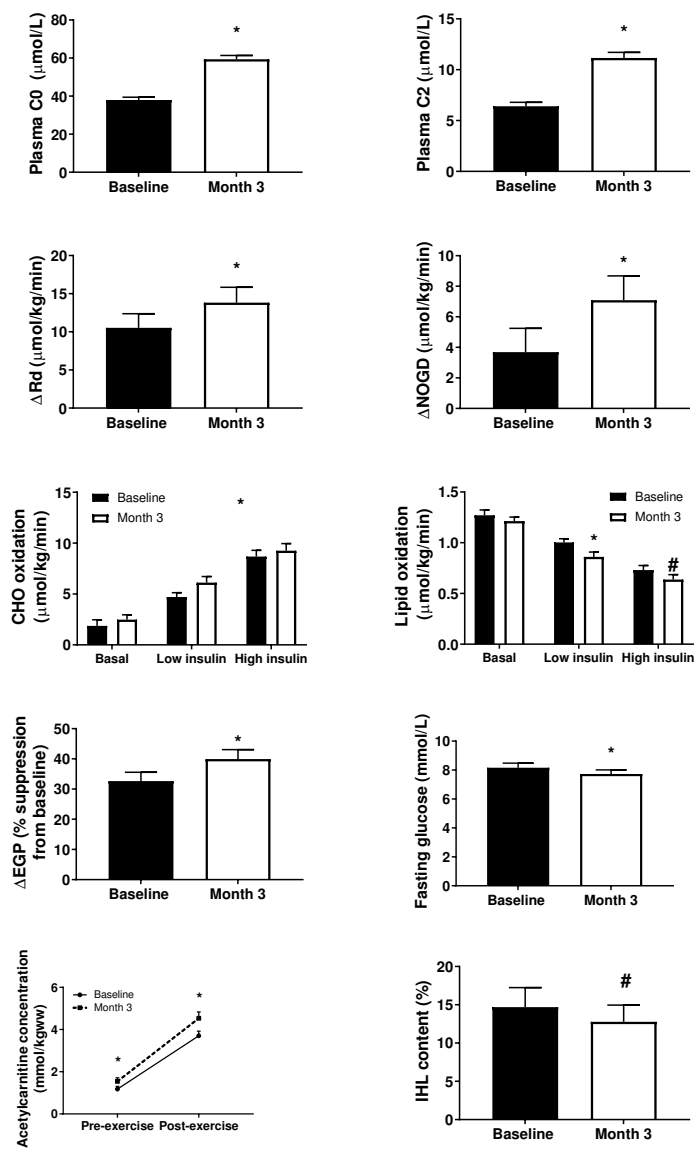 Plasma C0 (μmol/L)
80
60
40
20
0
*
Baseline
Month 3
Plasma C2 (μmol/L)
15
10
5
0
*
Baseline
Month 3
ΔRd (μmol/kg/min)
20
15
10
5
0
*
Baseline
Month 3
ΔNOGD (μmol/kg/min)
10
8
6
4
2
0
*
Baseline
Month 3
CHO oxidation
(μmol/kg/min)
15
10
5
0
Baseline
Month 3
*
Basal
Low insulin
High insulin
Lipid oxidation
(μmol/kg/min)
1.5
1.0
0.5
0.0
Baseline
Month 3
*
#
Basal
Low insulin
High insulin
ΔEGP (% suppression
from baseline)
50
40
30
20
10
0
*
Baseline
Month 3
Fasting glucose (mmol/L)
10
8
6
4
2
0
*
Baseline
Month 3
Acetylcarnitine concentration
(mmol/kgww)
6
4
2
0
Baseline
Month 3
*
*
Pre-exercise
Post-exercise
IHL content (%)
20
15
10
5
0
#
Baseline
Month 3